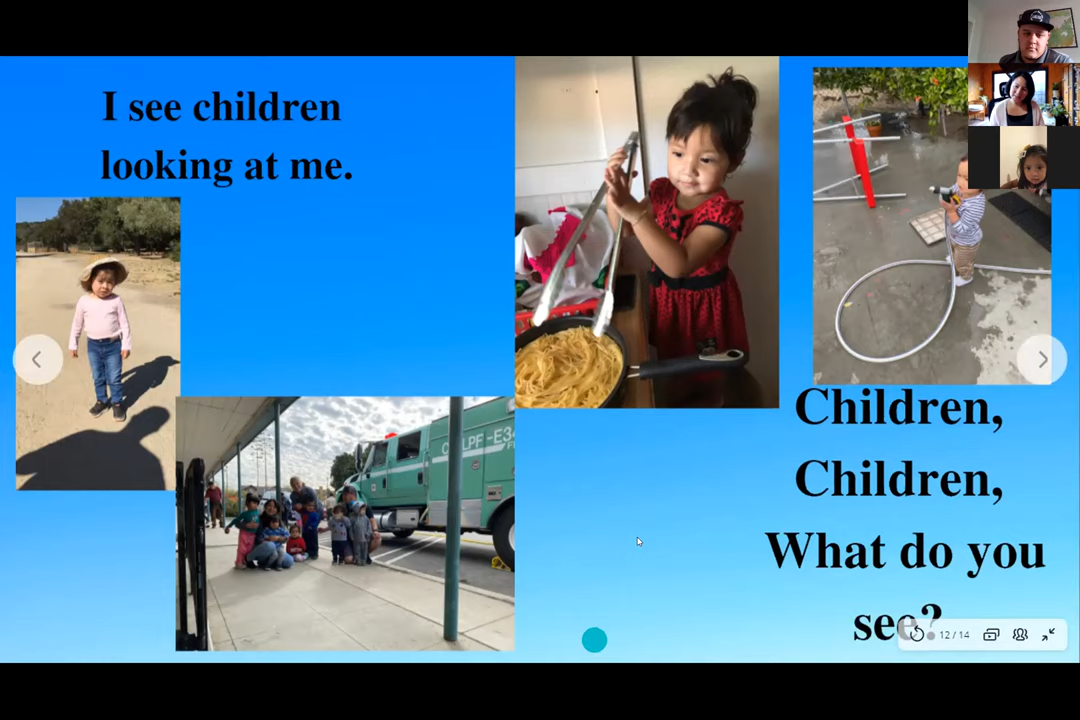 I see children
looking at me.
Children,
Children,
What do you
see?
12/14